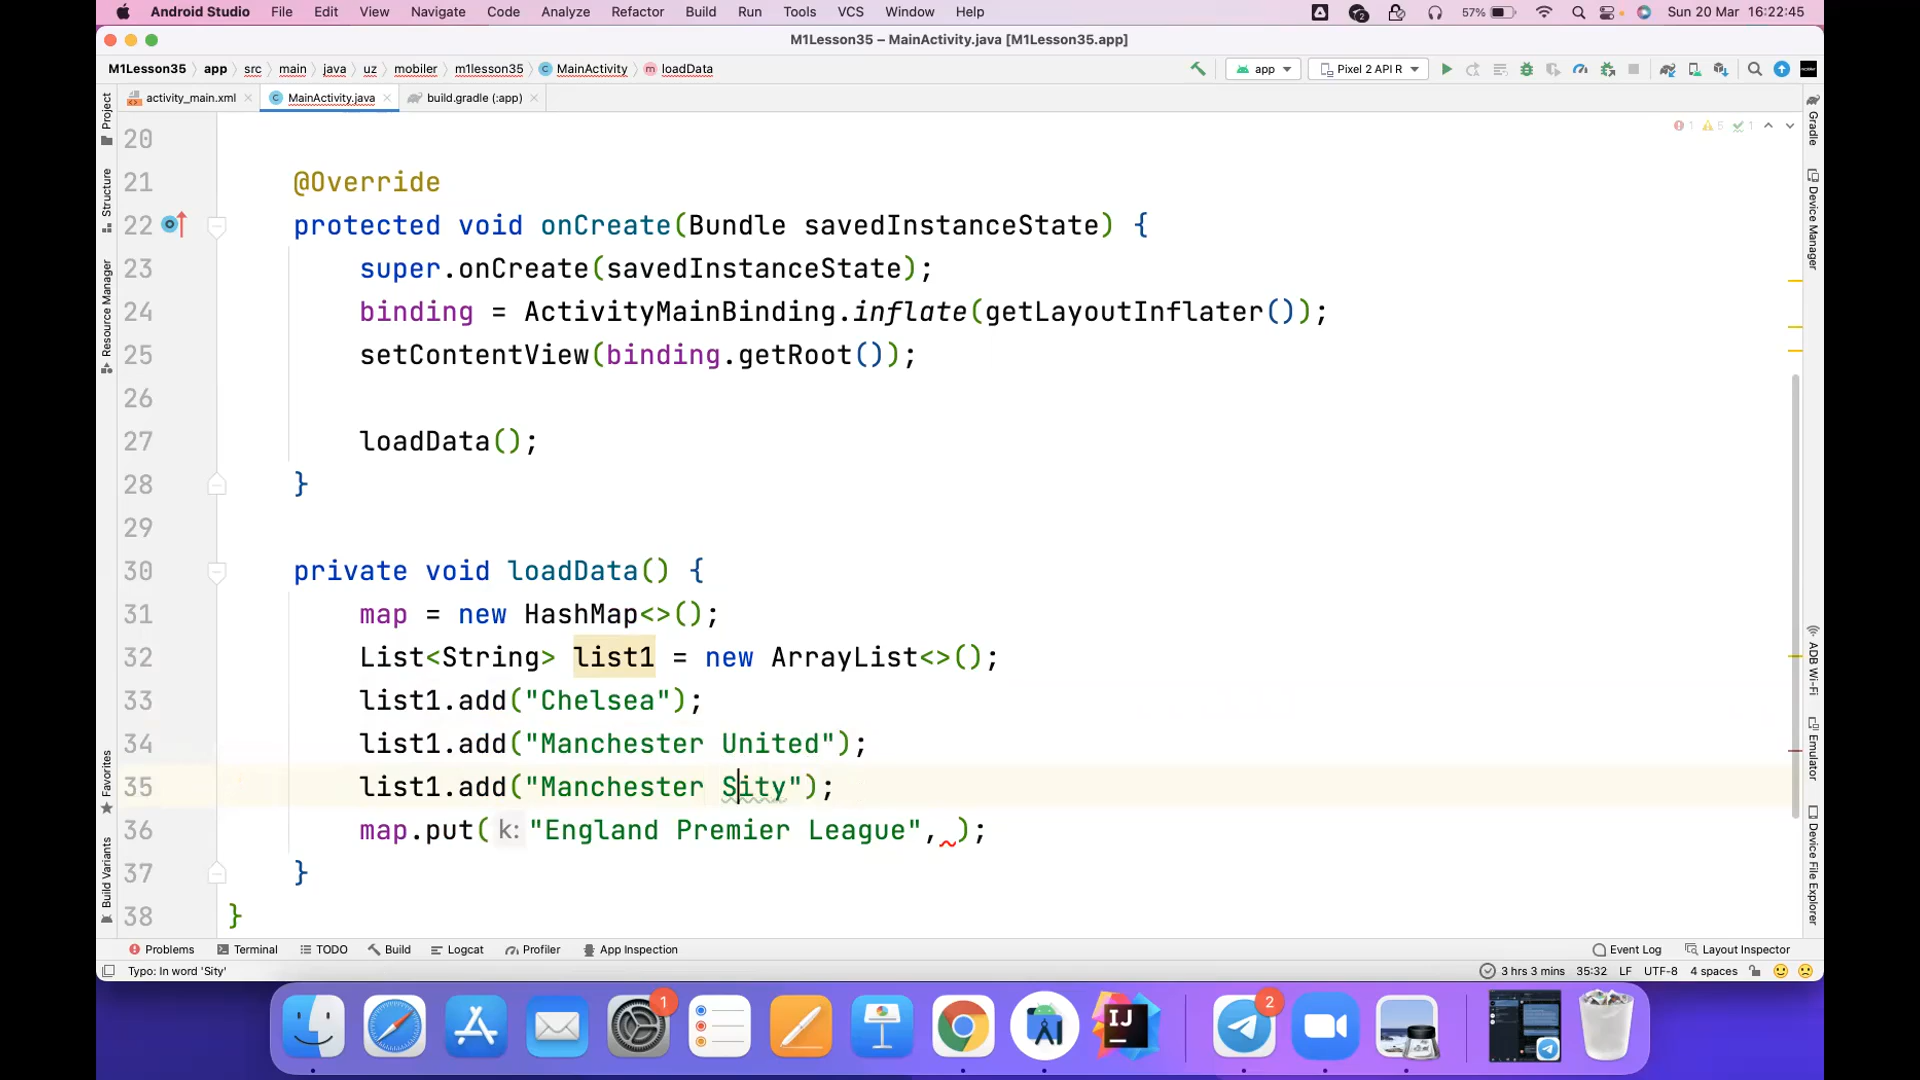 Android Studio File Edit View Navigate Code Analyze Refactor Build Run Tools VCS Window Help 2 57% Sun 20 Mar 16:22:45
M1Lesson35 – MainActivity.java [M1Lesson35.app]
M1Lesson35 app src main java uz mobiler m1lesson35 MainActivity m loadData app Pixel 2 API R
activity_main.xml MainActivity.java build.gradle (:app)
Project
Structure
Resource Manager
Favorites
Build Variants
1 5 1
20
21 @Override
22 protected void onCreate(Bundle savedInstanceState) {
23 super.onCreate(savedInstanceState);
24 binding = ActivityMainBinding.inflate(getLayoutInflater());
25 setContentView(binding.getRoot());
26
27 loadData();
28 }
29
30 private void loadData() {
31 map = new HashMap<>();
32 List<String> list1 = new ArrayList<>();
33 list1.add("Chelsea");
34 list1.add("Manchester United");
35 list1.add("Manchester Sity");
36 map.put( k: "England Premier League", );
37 }
38 }
Gradle
Device Manager
ADB Wi-Fi
Emulator
Device File Explorer
Problems Terminal TODO Build Logcat Profiler App Inspection Event Log Layout Inspector
Typo: In word 'Sity' 3 hrs 3 mins 35:32 LF UTF-8 4 spaces
1 IJ 2